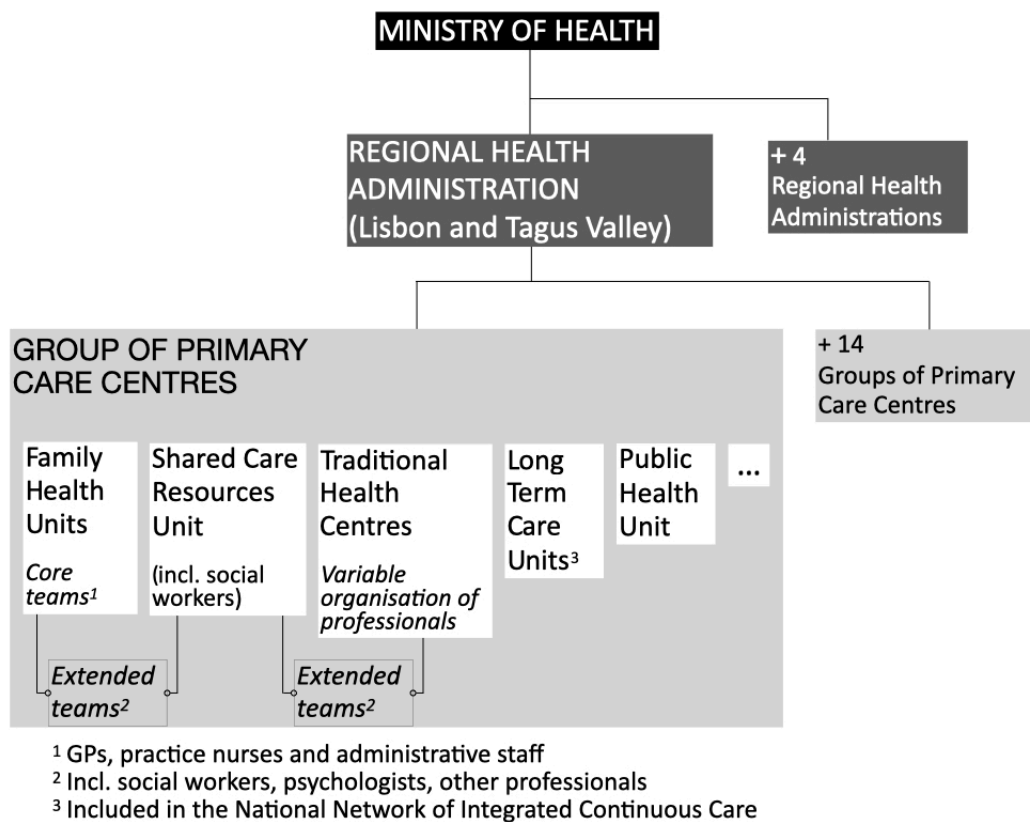 MINISTRY OF HEALTH
REGIONAL HEALTH
ADMINISTRATION
(Lisbon and Tagus Valley)
+ 4
Regional Health
Administrations
GROUP OF PRIMARY
CARE CENTRES
+ 14
Groups of Primary
Care Centres
Family
Health
Units
Core
teams¹
Shared Care
Resources
Unit
(incl. social
workers)
Traditional
Health
Centres
Variable
organisation of
professionals
Long
Term
Care
Units³
Public
Health
Unit
...
Extended
teams²
Extended
teams²
¹ GPs, practice nurses and administrative staff
² Incl. social workers, psychologists, other professionals
³ Included in the National Network of Integrated Continuous Care